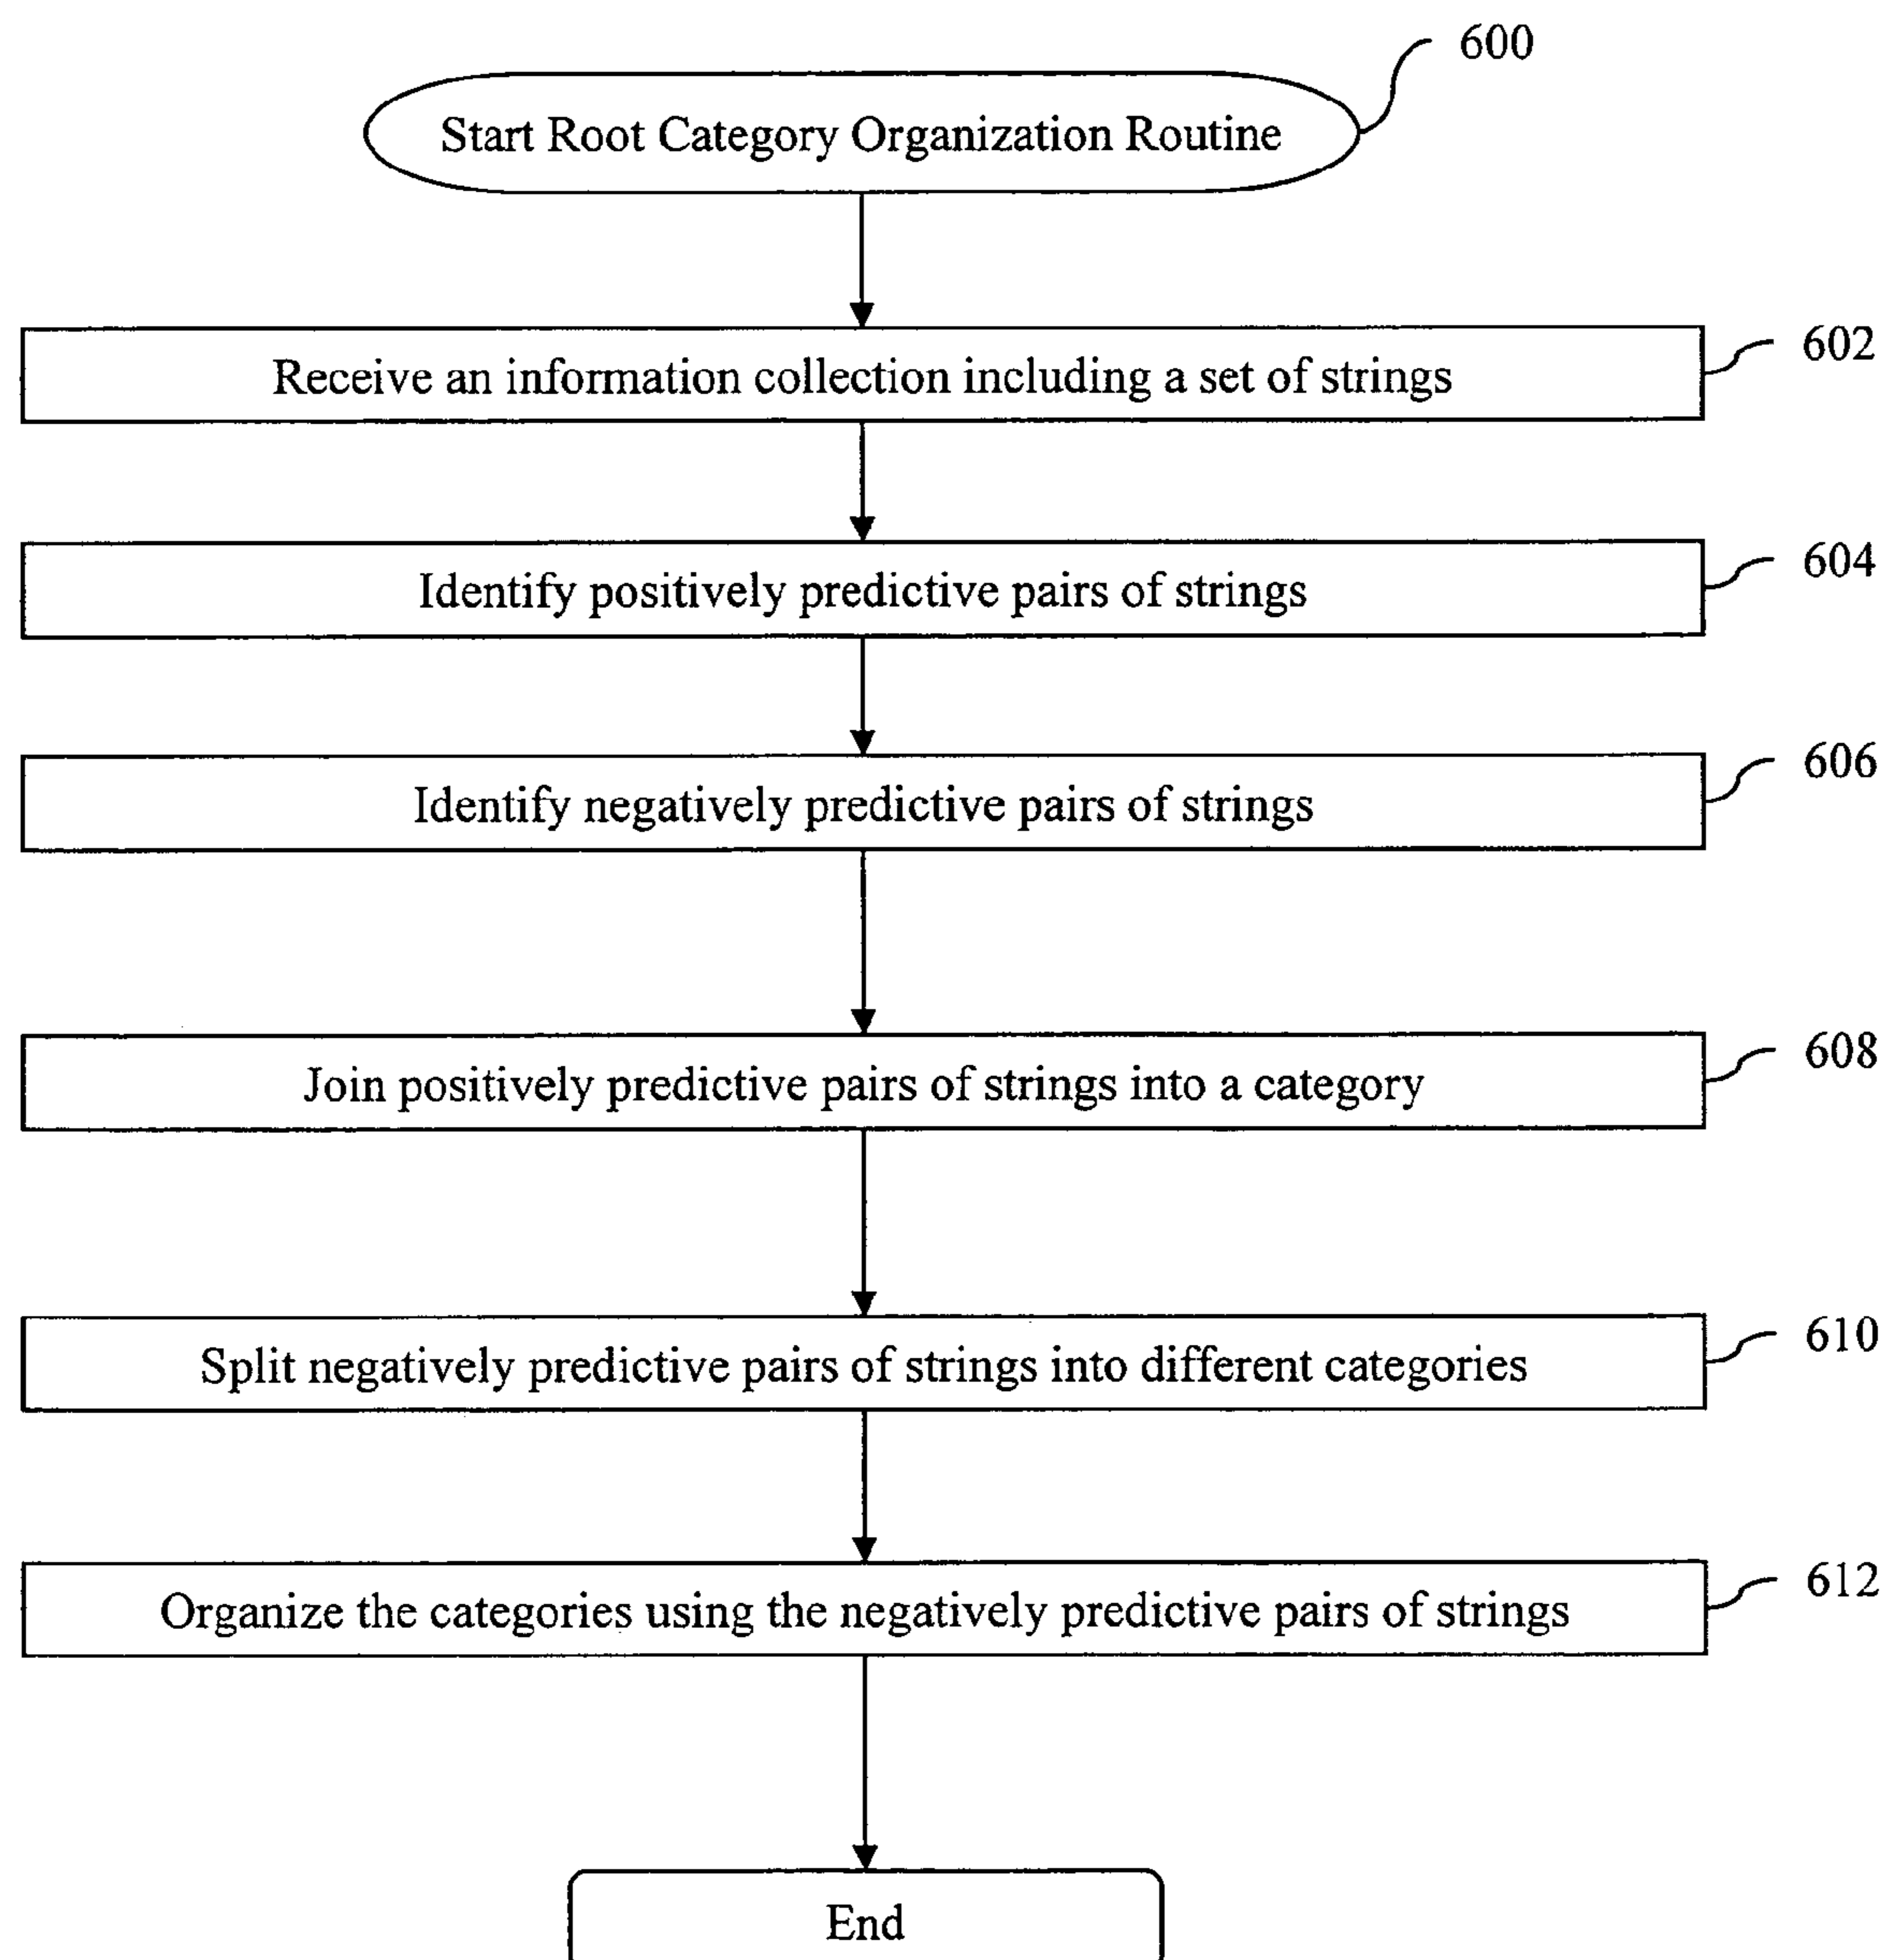 600
Start Root Category Organization Routine
602
Receive an information collection including a set of strings
604
Identify positively predictive pairs of strings
606
Identify negatively predictive pairs of strings
608
Join positively predictive pairs of strings into a category
610
Split negatively predictive pairs of strings into different categories
612
Organize the categories using the negatively predictive pairs of strings
End